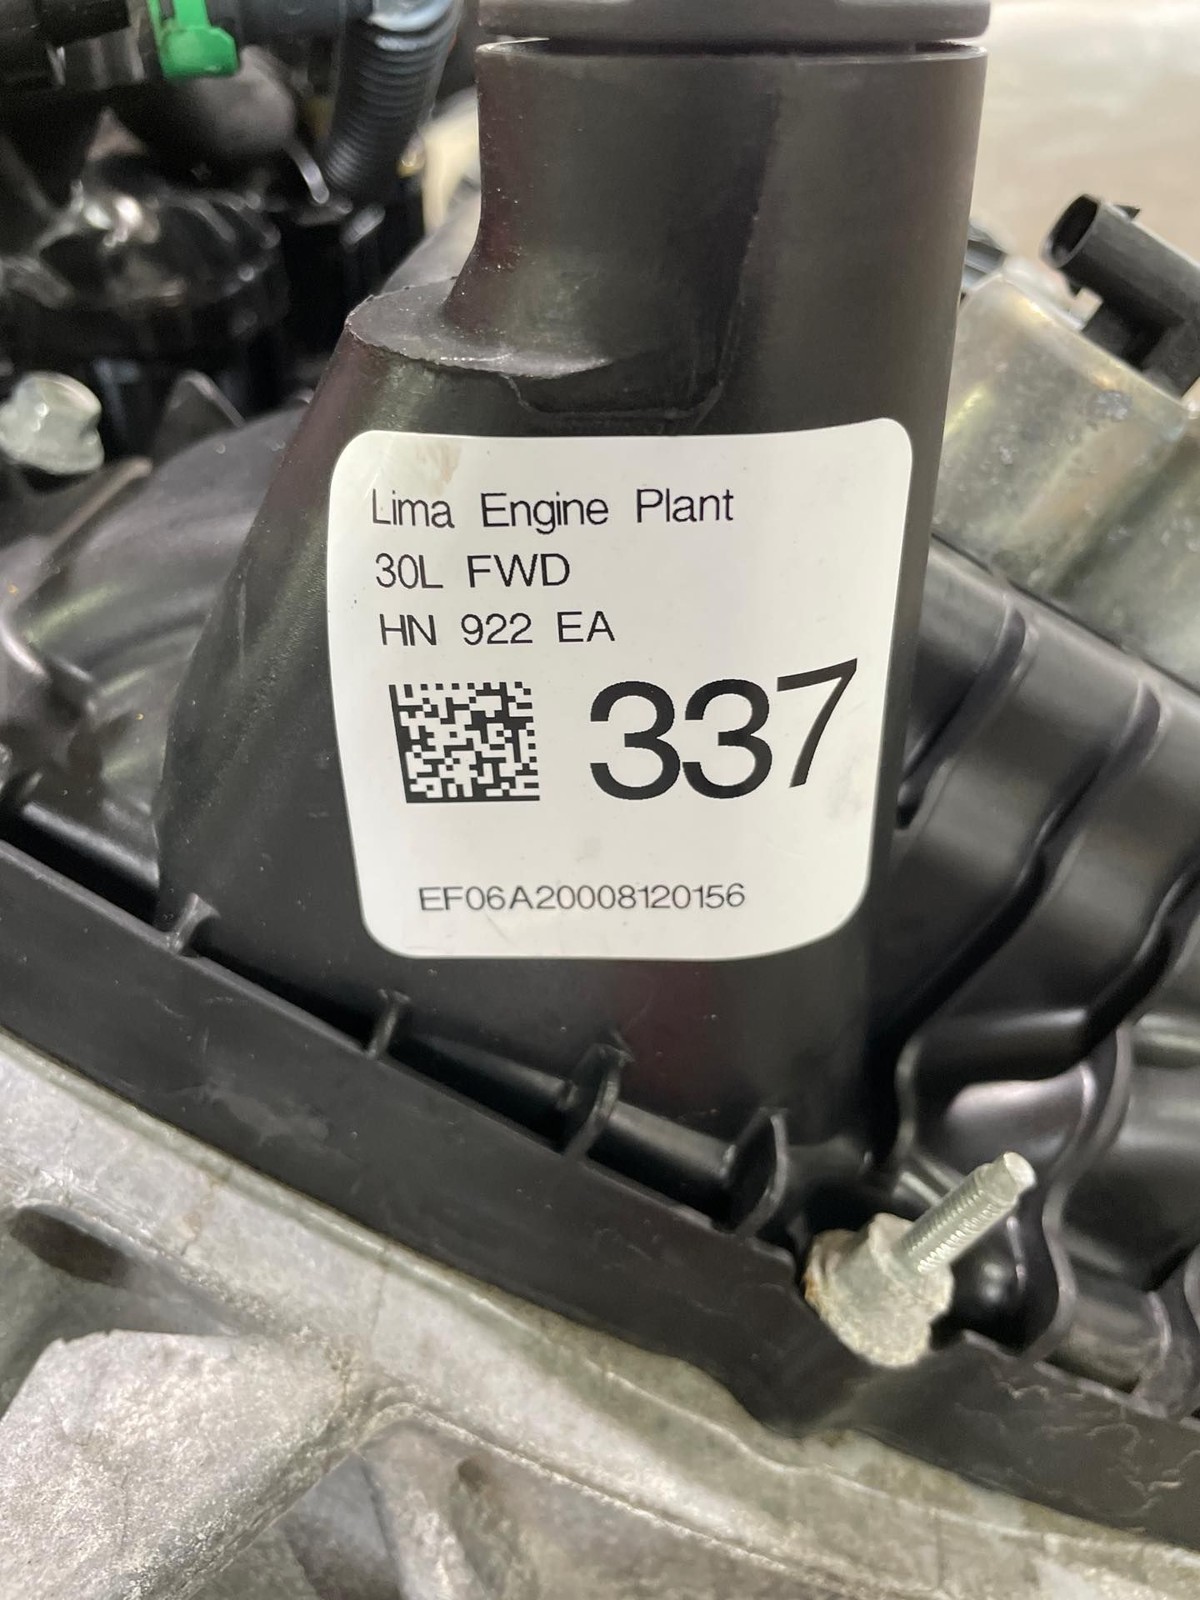 Lima Engine Plant
30L FWD
HN 922 EA
337
EF06A20008120156